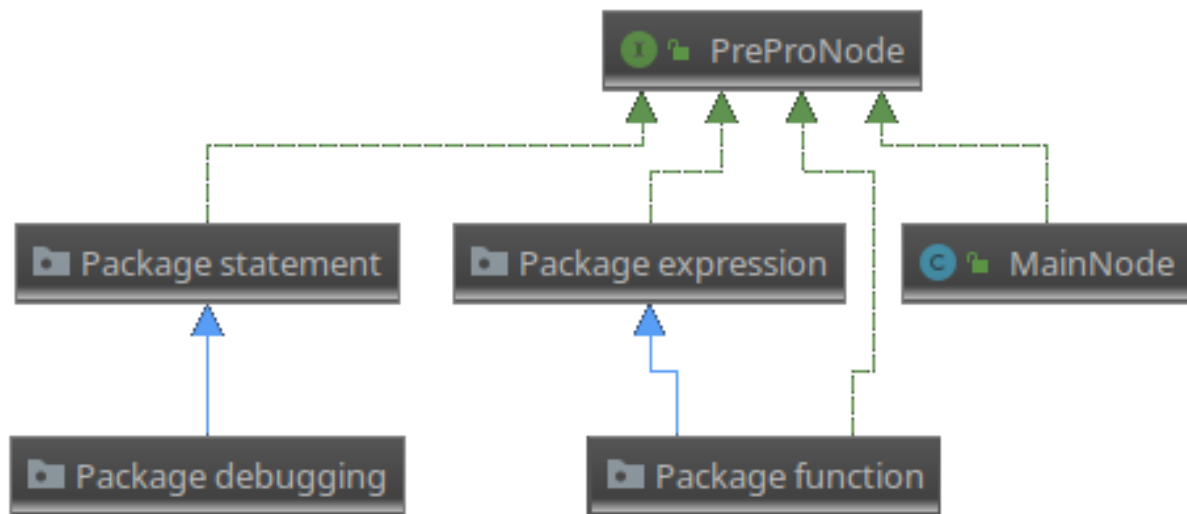 I PreProNode
Package statement
Package expression
C MainNode
Package debugging
Package function